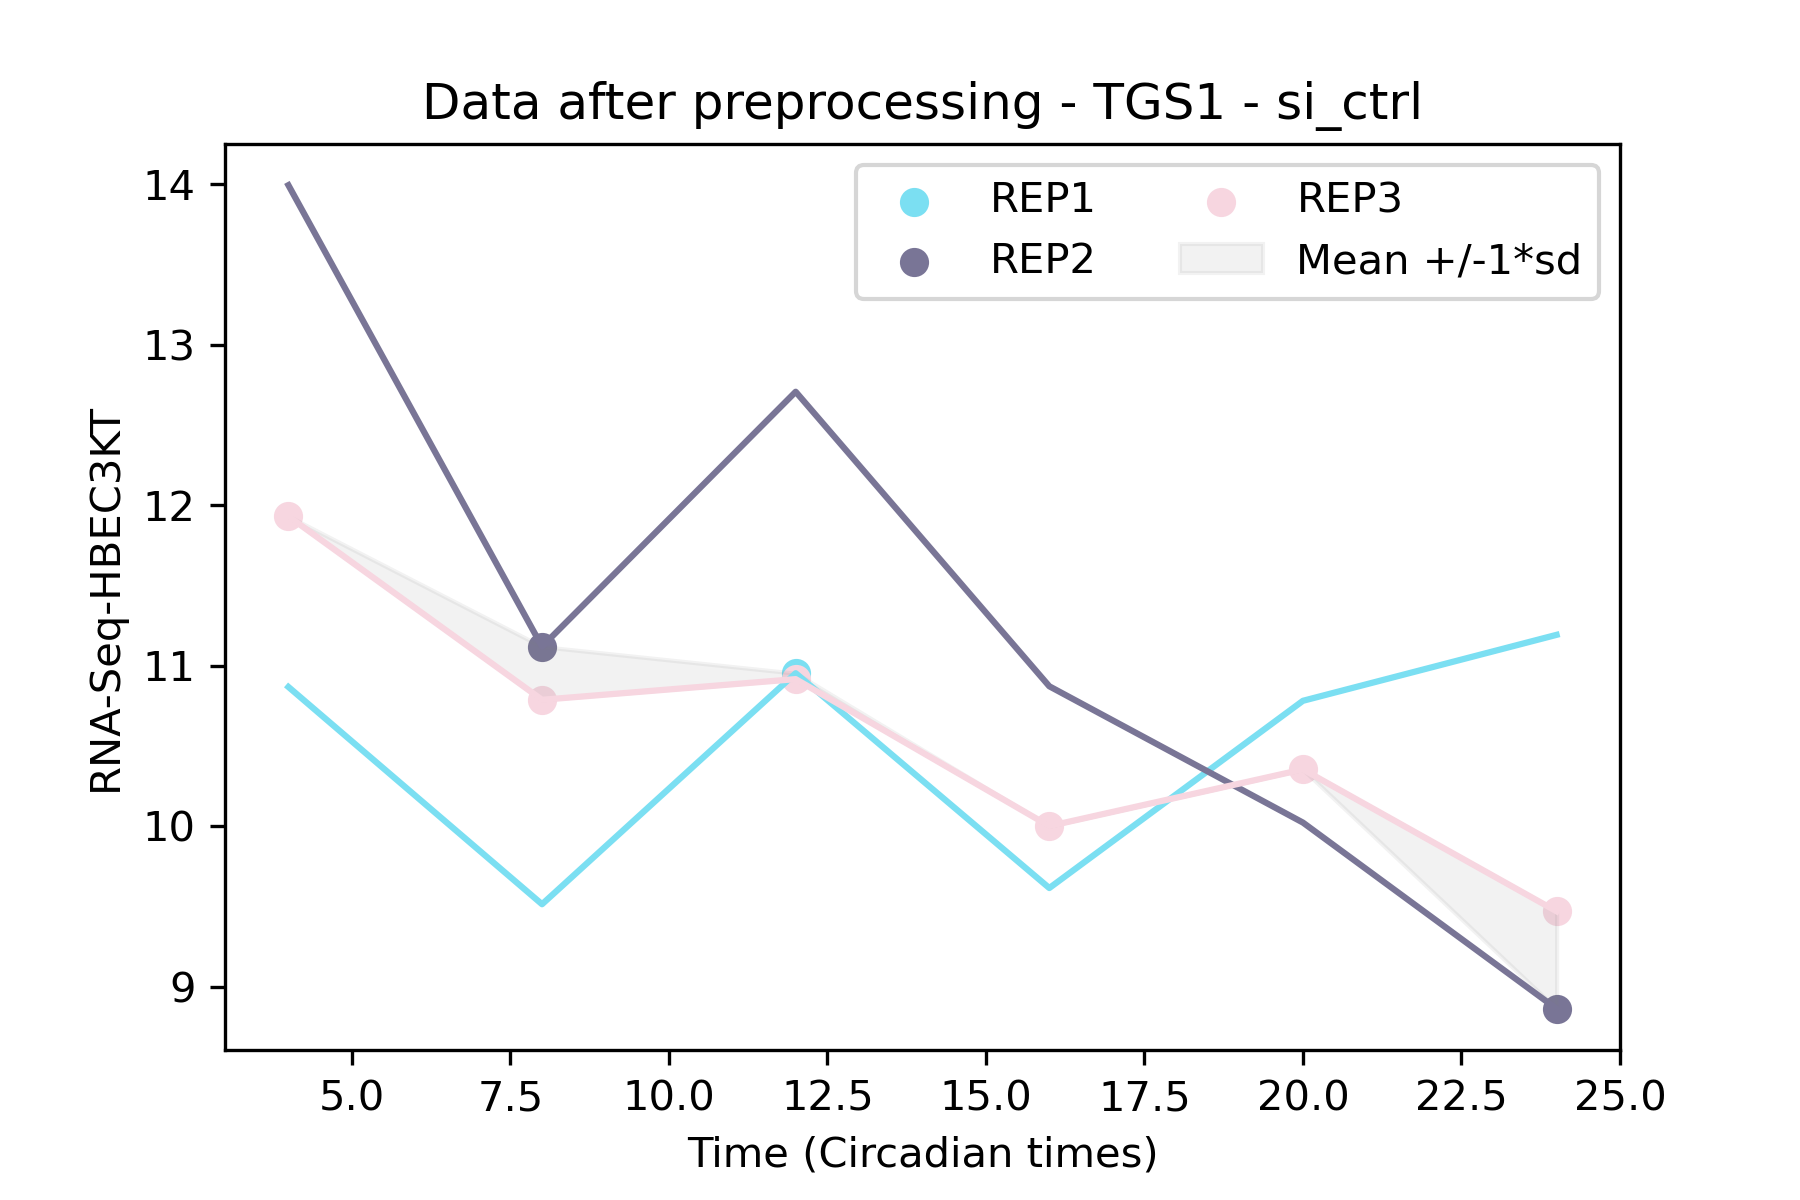 Data after preprocessing - TGS1 - si_ctrl
REP1
REP2
REP3
Mean +/-1*sd
RNA-Seq-HBEC3KT
14
13
12
11
10
9
5.0 7.5 10.0 12.5 15.0 17.5 20.0 22.5 25.0
Time (Circadian times)